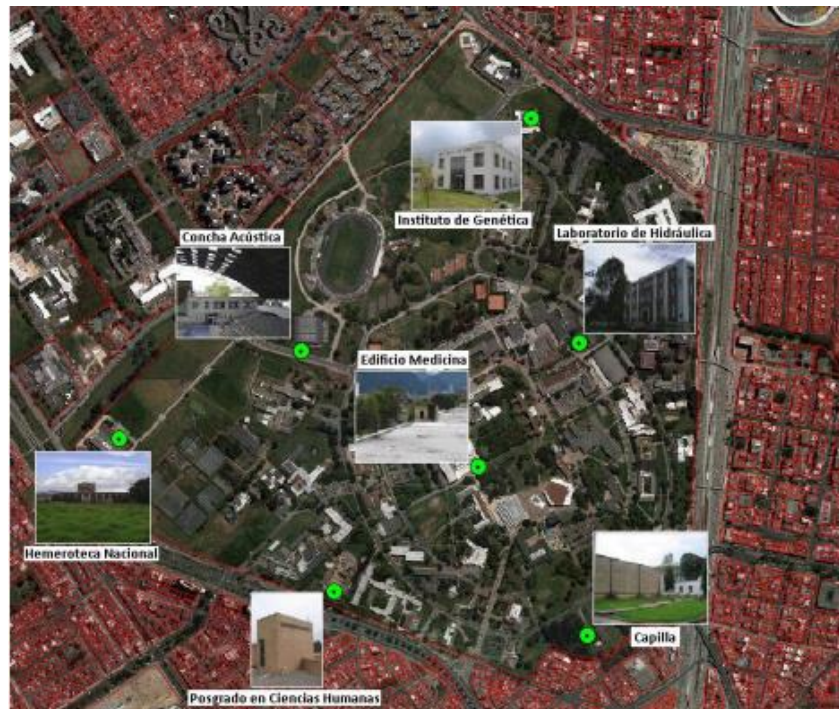 Instituto de Genética
Concha Acústica
Laboratorio de Hidráulica
Edificio Medicina
Hemeroteca Nacional
Capilla
Posgrado en Ciencias Humanas